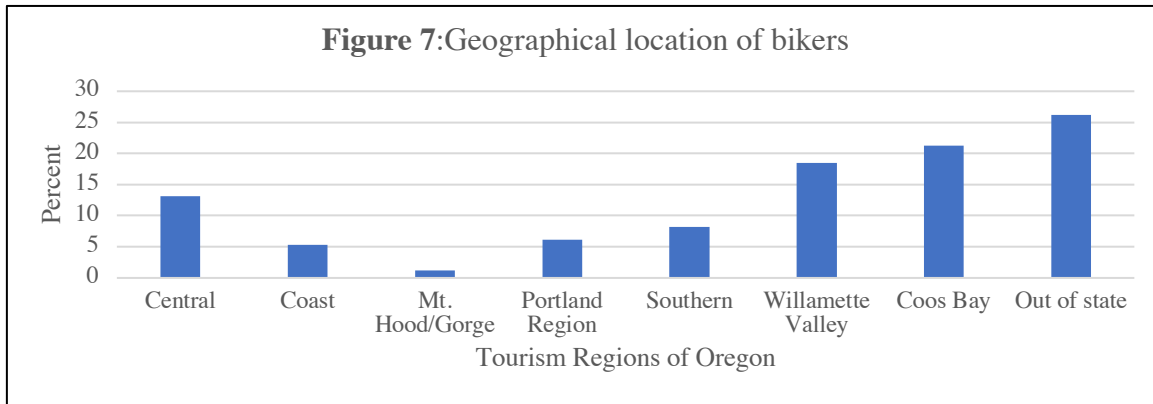 Figure 7:Geographical location of bikers
30
25
20
15
10
5
0
Percent
Central
Coast
Mt.
Hood/Gorge
Portland
Region
Southern
Willamette
Valley
Coos Bay
Out of state
Tourism Regions of Oregon